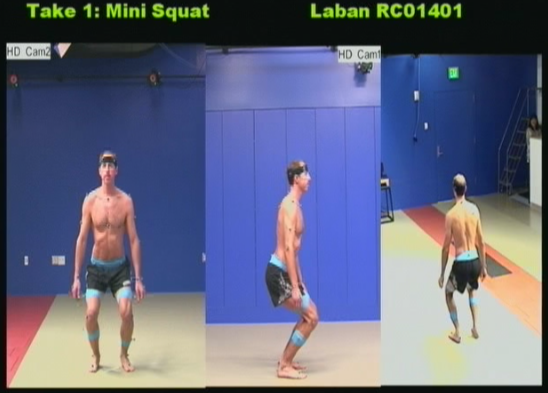 Take 1: Mini Squat
Laban RC01401
HD Cam2
HD Cam1